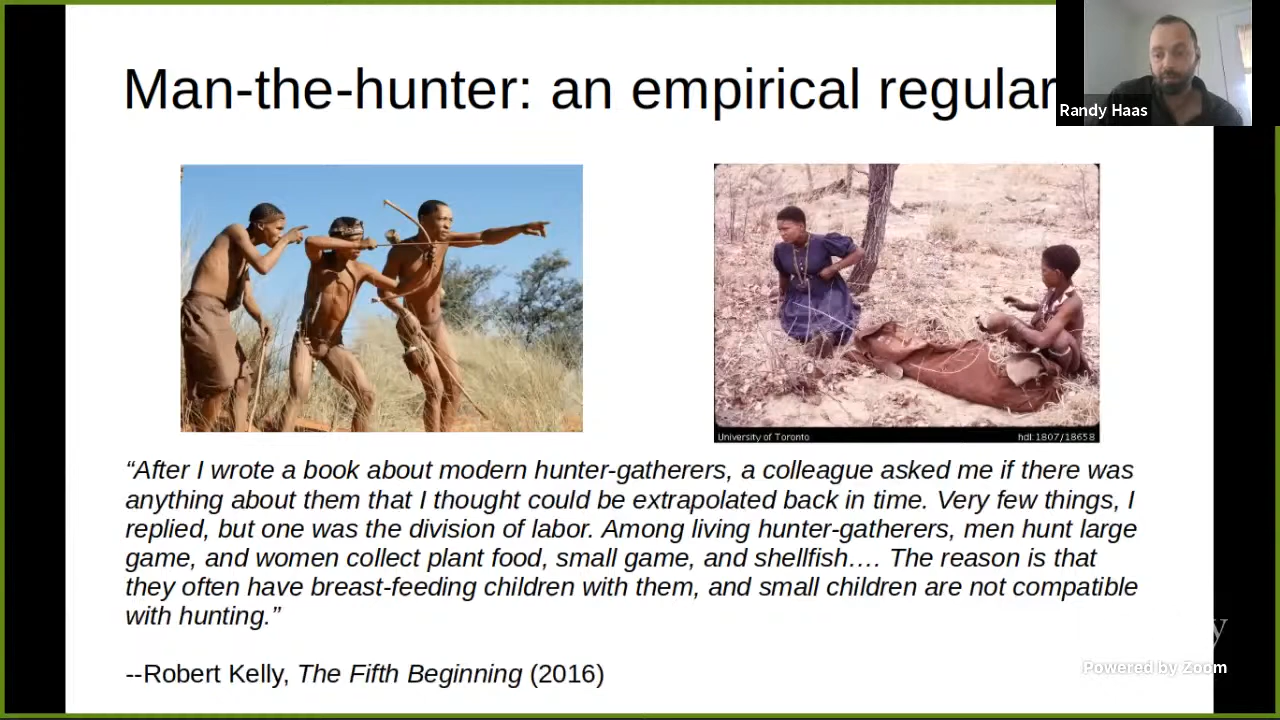 Man-the-hunter: an empirical regular
Randy Haas
University of Toronto
hdl:1807/18658
“After I wrote a book about modern hunter-gatherers, a colleague asked me if there was
anything about them that I thought could be extrapolated back in time. Very few things, I
replied, but one was the division of labor. Among living hunter-gatherers, men hunt large
game, and women collect plant food, small game, and shellfish…. The reason is that
they often have breast-feeding children with them, and small children are not compatible
with hunting.”
--Robert Kelly, The Fifth Beginning (2016)
y
Powered by Zoom